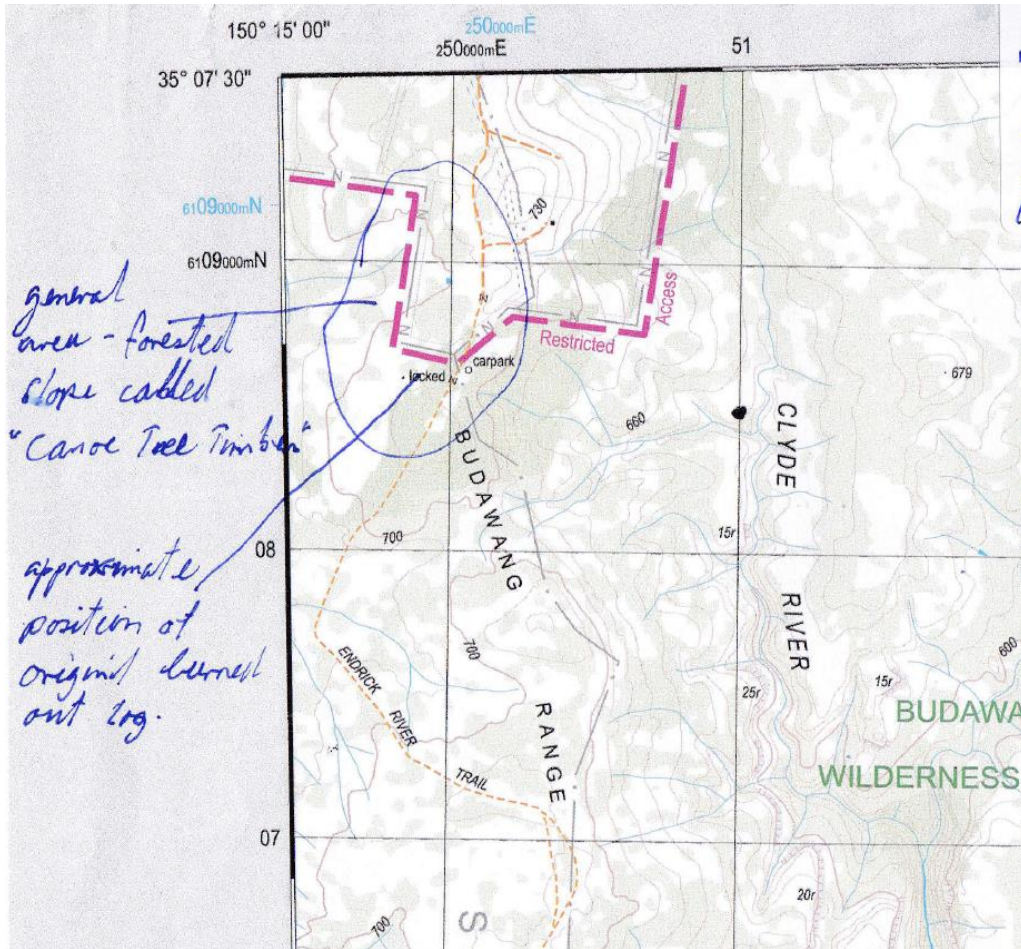 250000mE
150° 15' 00"
250000mE
51
35° 07' 30"
N
N
6109000mN
N
730
6109000mN
N
N
general
area - forested
slope called
"Canoe Tree Timber"
N
N
N
N
Restricted
Access
locked
N
carpark
679
660
CLYDE
RIVER
BUDAWANG
RANGE
15r
08
700
approximate
position of
original burned
out log.
700
600
ENDRICK
RIVER
TRAIL
25r
15r
BUDAWA
WILDERNESS
07
20r
700
S